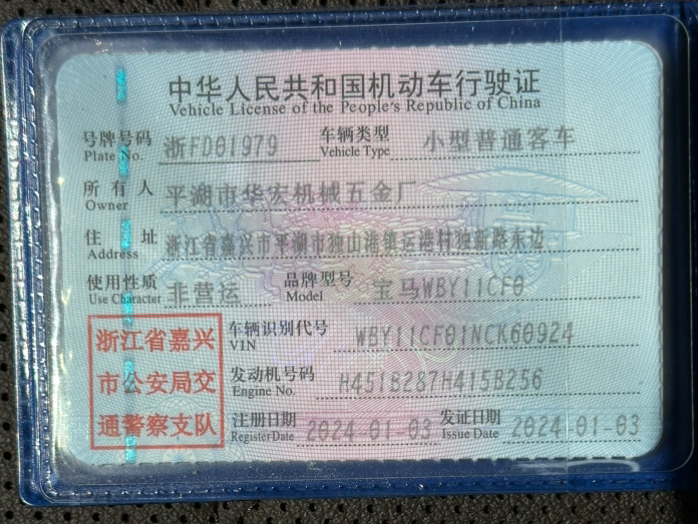 中华人民共和国机动车行驶证
Vehicle License of the People's Republic of China
号牌号码 浙FD01979 车辆类型 小型普通客车
Plate No. Vehicle Type
所有人 平湖市华宏机械五金厂
Owner
住址 浙江省嘉兴市平湖市独山港镇运港村独新路东边
Address
使用性质 非营运 品牌型号 宝马WBY11CF0
Use Character Model
浙江省嘉兴 车辆识别代号 WBY11CF01NCK60924
VIN
市公安局交 发动机号码 H451B287H415B256
Engine No.
通警察支队 注册日期 2024-01-03 发证日期 2024-01-03
Register Date Issue Date